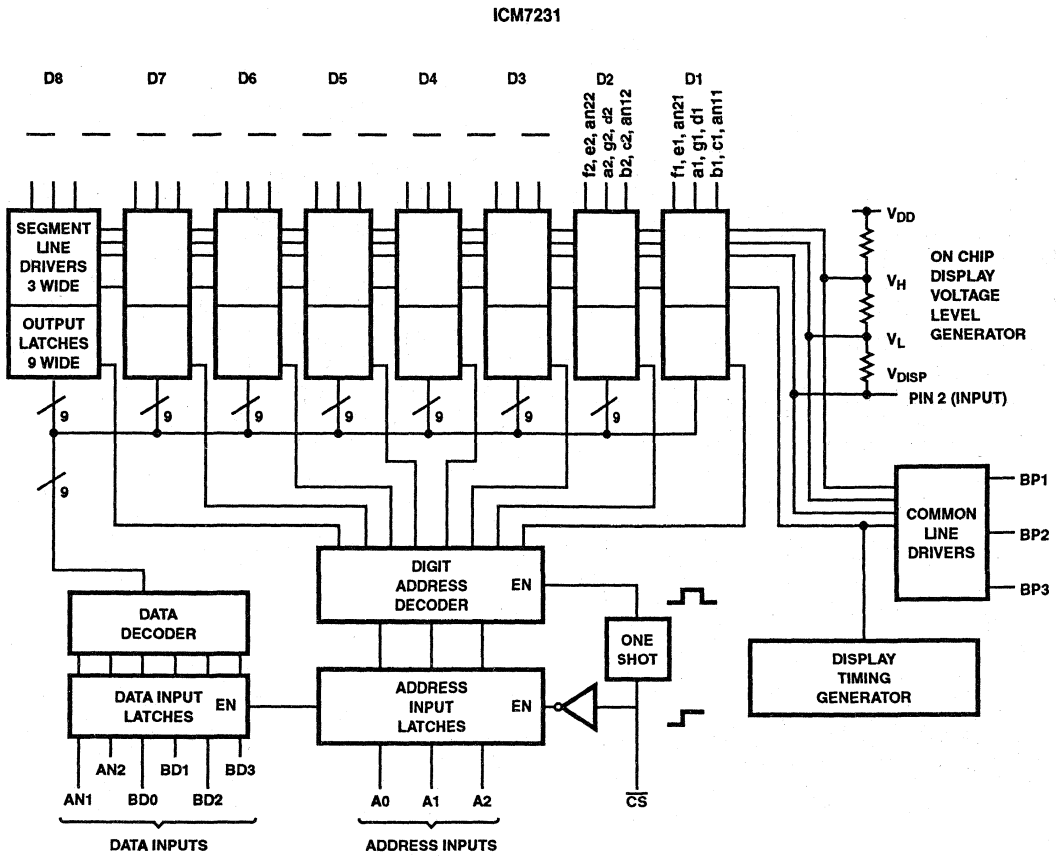 ICM7231
D8 D7 D6 D5 D4 D3 D2 D1
f2, e2, an22
a2, g2, d2
b2, c2, an12
f1, e1, an21
a1, g1, d1
b1, c1, an11
SEGMENT
LINE
DRIVERS
3 WIDE
OUTPUT
LATCHES
9 WIDE
VDD
VH
VL
VDISP
PIN 2 (INPUT)
ON CHIP
DISPLAY
VOLTAGE
LEVEL
GENERATOR
9 9 9 9 9 9 9
9
COMMON
LINE
DRIVERS
BP1
BP2
BP3
DIGIT
ADDRESS
DECODER
EN
DATA
DECODER
ONE
SHOT
DISPLAY
TIMING
GENERATOR
DATA INPUT
LATCHES
EN
ADDRESS
INPUT
LATCHES
EN
AN2 BD1 BD3
AN1 BD0 BD2
A0 A1 A2
C̅S̅
DATA INPUTS
ADDRESS INPUTS